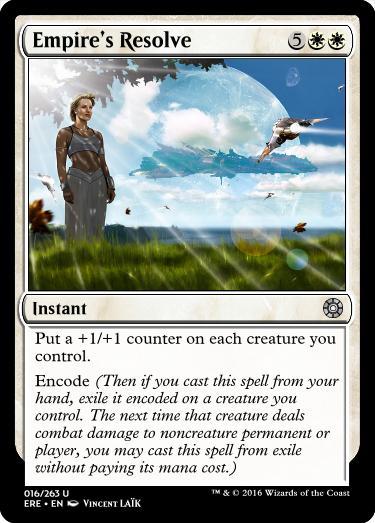 Empire's Resolve 5
Instant
Put a +1/+1 counter on each creature you
control.
Encode (Then if you cast this spell from your
hand, exile it encoded on a creature you
control. The next time that creature deals
combat damage to noncreature permanent or
player, you may cast this spell from exile
without paying its mana cost.)
016/263 U
ERE • EN Vincent LAÏK
™ & © 2016 Wizards of the Coast